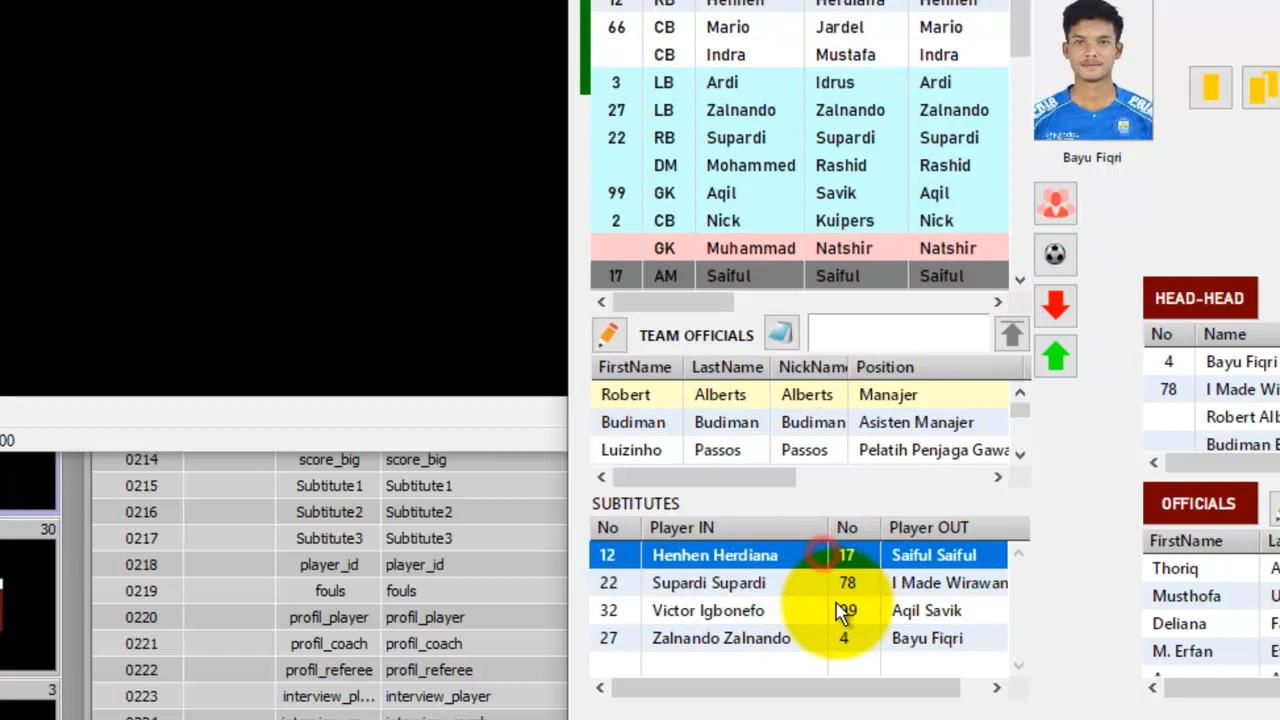 12 RB Henhen Herdiana Henhen
66 CB Mario Jardel Mario
CB Indra Mustafa Indra
3 LB Ardi Idrus Ardi
27 LB Zalnando Zalnando Zalnando
22 RB Supardi Supardi Supardi
DM Mohammed Rashid Rashid
99 GK Aqil Savik Aqil
2 CB Nick Kuipers Nick
GK Muhammad Natshir Natshir
17 AM Saiful Saiful Saiful
Bayu Fiqri
TEAM OFFICIALS
FirstName LastName NickName Position
Robert Alberts Alberts Manajer
Budiman Budiman Budiman Asisten Manajer
Luizinho Passos Passos Pelatih Penjaga Gawa
SUBTITUTES
No Player IN No Player OUT
12 Henhen Herdiana 17 Saiful Saiful
22 Supardi Supardi 78 I Made Wirawan
32 Victor Igbonefo 99 Aqil Savik
27 Zalnando Zalnando 4 Bayu Fiqri
HEAD-HEAD
No Name
4 Bayu Fiqri
78 I Made Wi
Robert Alb
Budiman B
OFFICIALS
FirstName La
Thoriq A
Musthofa U
Deliana F
M. Erfan E
00
30
3
0214 score_big score_big
0215 Subtitute1 Subtitute1
0216 Subtitute2 Subtitute2
0217 Subtitute3 Subtitute3
0218 player_id player_id
0219 fouls fouls
0220 profil_player profil_player
0221 profil_coach profil_coach
0222 profil_referee profil_referee
0223 interview_pl... interview_player